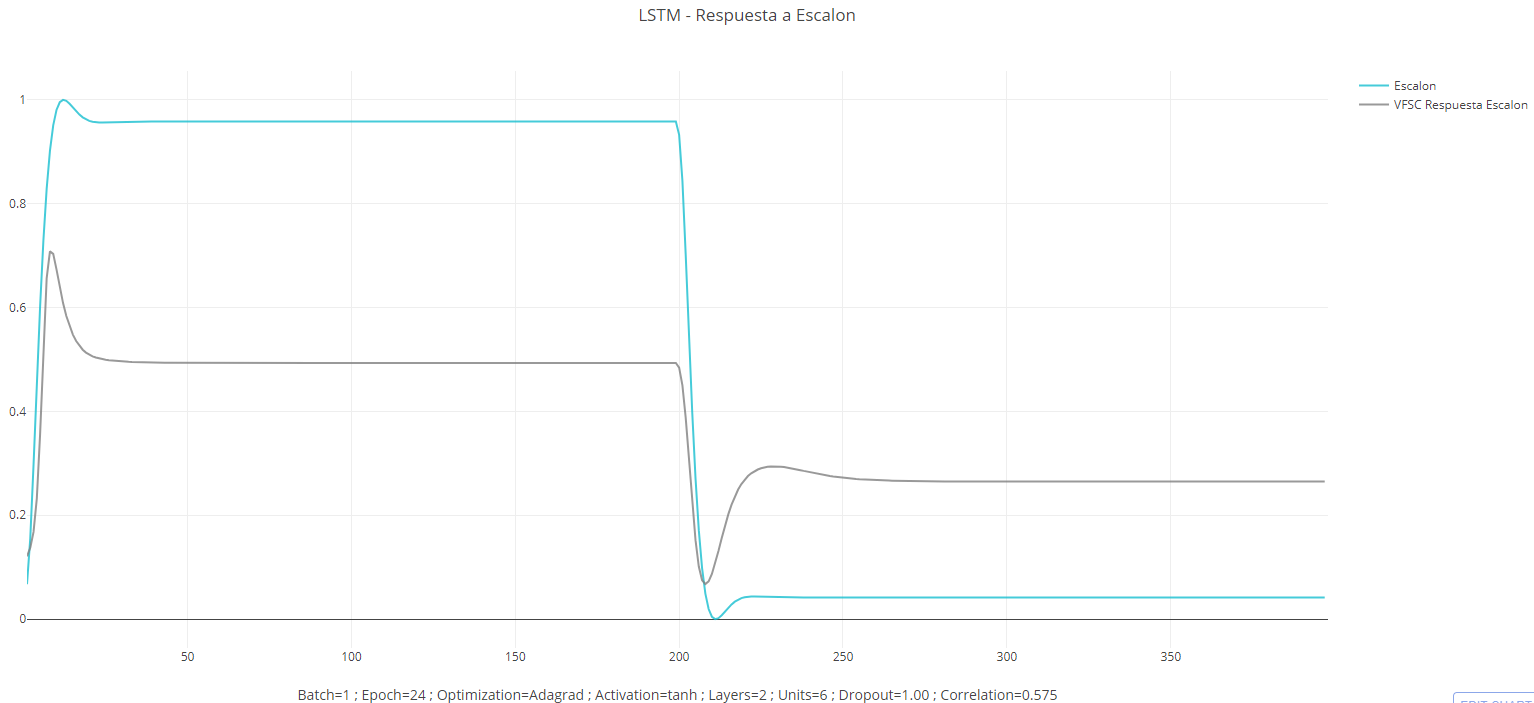 LSTM - Respuesta a Escalon
Escalon
VFSC Respuesta Escalon
1
0.8
0.6
0.4
0.2
0
50 100 150 200 250 300 350
Batch=1 ; Epoch=24 ; Optimization=Adagrad ; Activation=tanh ; Layers=2 ; Units=6 ; Dropout=1.00 ; Correlation=0.575